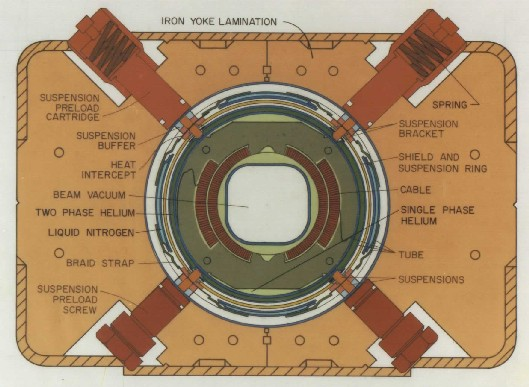 IRON YOKE LAMINATION
SUSPENSION
PRELOAD
CARTRIDGE
SUSPENSION
BUFFER
HEAT
INTERCEPT
BEAM VACUUM
TWO PHASE HELIUM
LIQUID NITROGEN
BRAID STRAP
SUSPENSION
PRELOAD
SCREW
SPRING
SUSPENSION
BRACKET
SHIELD AND
SUSPENSION RING
CABLE
SINGLE PHASE
HELIUM
TUBE
SUSPENSIONS